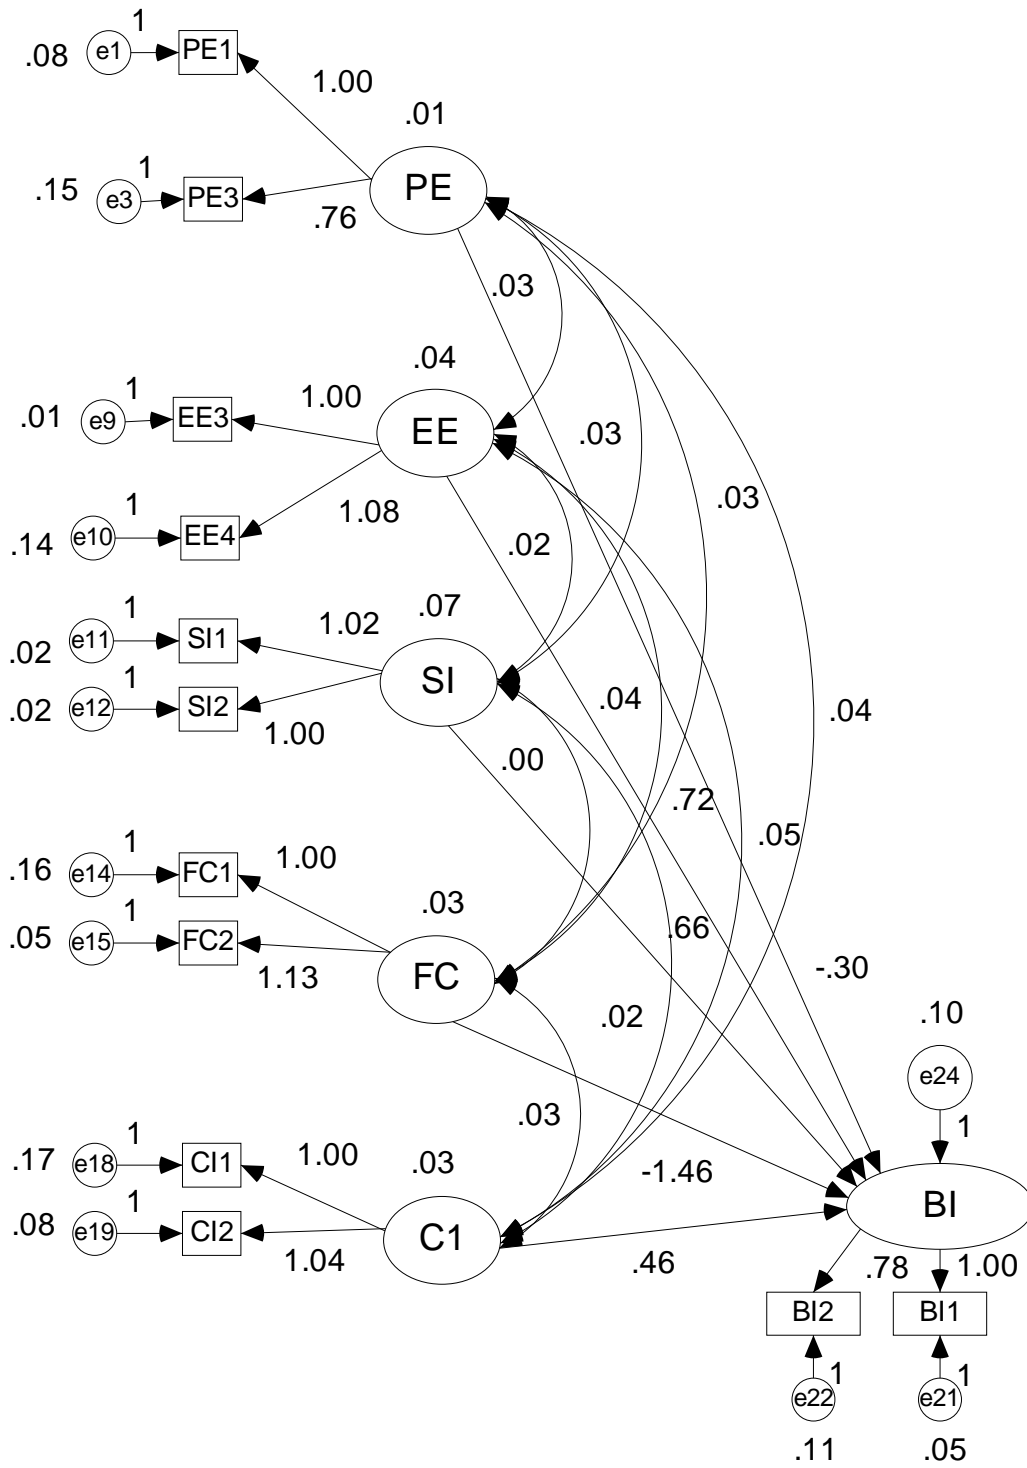 1
.08 e1 PE1
1.00
.01
1
.15 e3 PE3 PE
.76
.03
.04
1
.01 e9 EE3 1.00 EE
.03
1
.14 e10 EE4 1.08
.03
.02
1
.07
.02 e11 SI1 1.02
SI
1
.02 e12 SI2
1.00
.04
.04
.00
.72
.05
1
.16 e14 FC1 1.00
.03
1
.05 e15 FC2
.66
1.13 FC
-.30
.02
.10
e24
.03
1
1
.17 e18 CI1 1.00
.03
-1.46
1
.08 e19 CI2
C1
BI
1.04
.46
.78 1.00
BI2 BI1
1 1
e22 e21
.11 .05